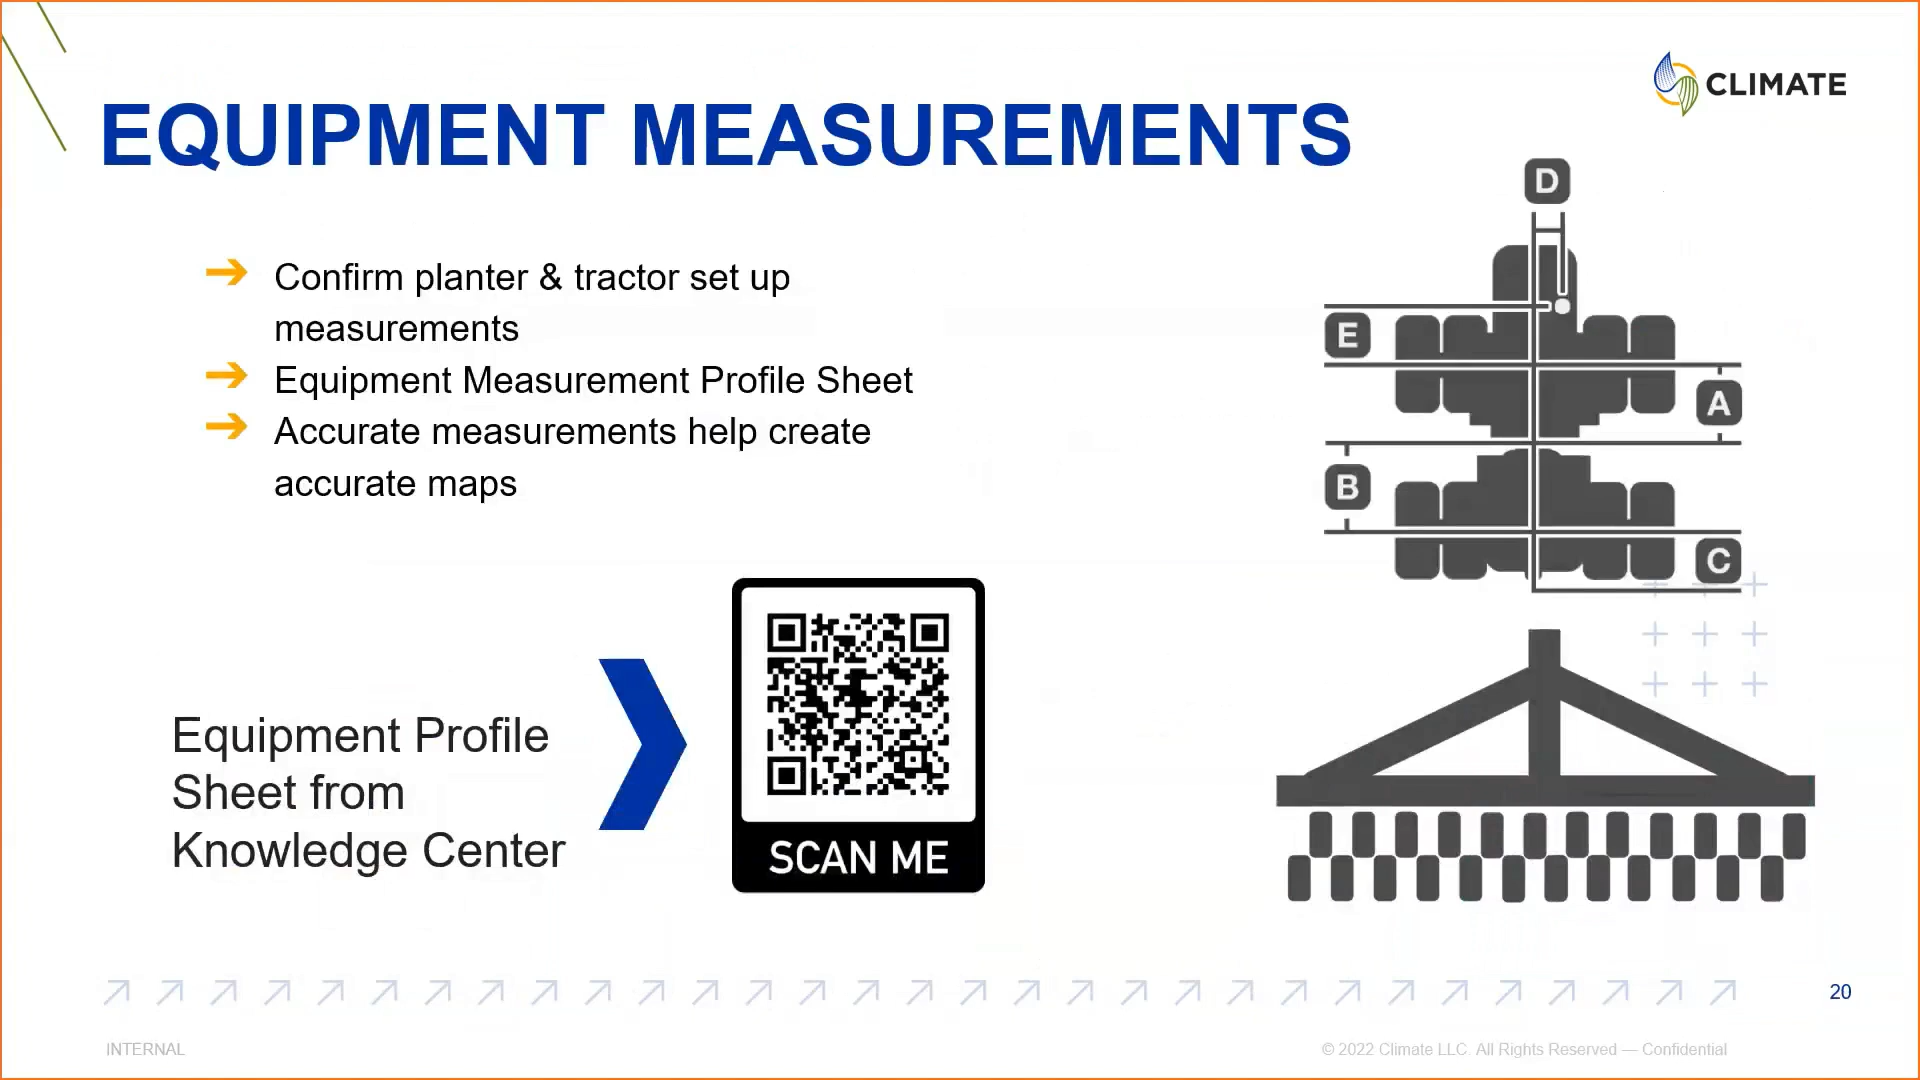 CLIMATE
EQUIPMENT MEASUREMENTS
Confirm planter & tractor set up
measurements
Equipment Measurement Profile Sheet
Accurate measurements help create
accurate maps
D
E
A
B
C
Equipment Profile
Sheet from
Knowledge Center
SCAN ME
20
INTERNAL
© 2022 Climate LLC. All Rights Reserved — Confidential